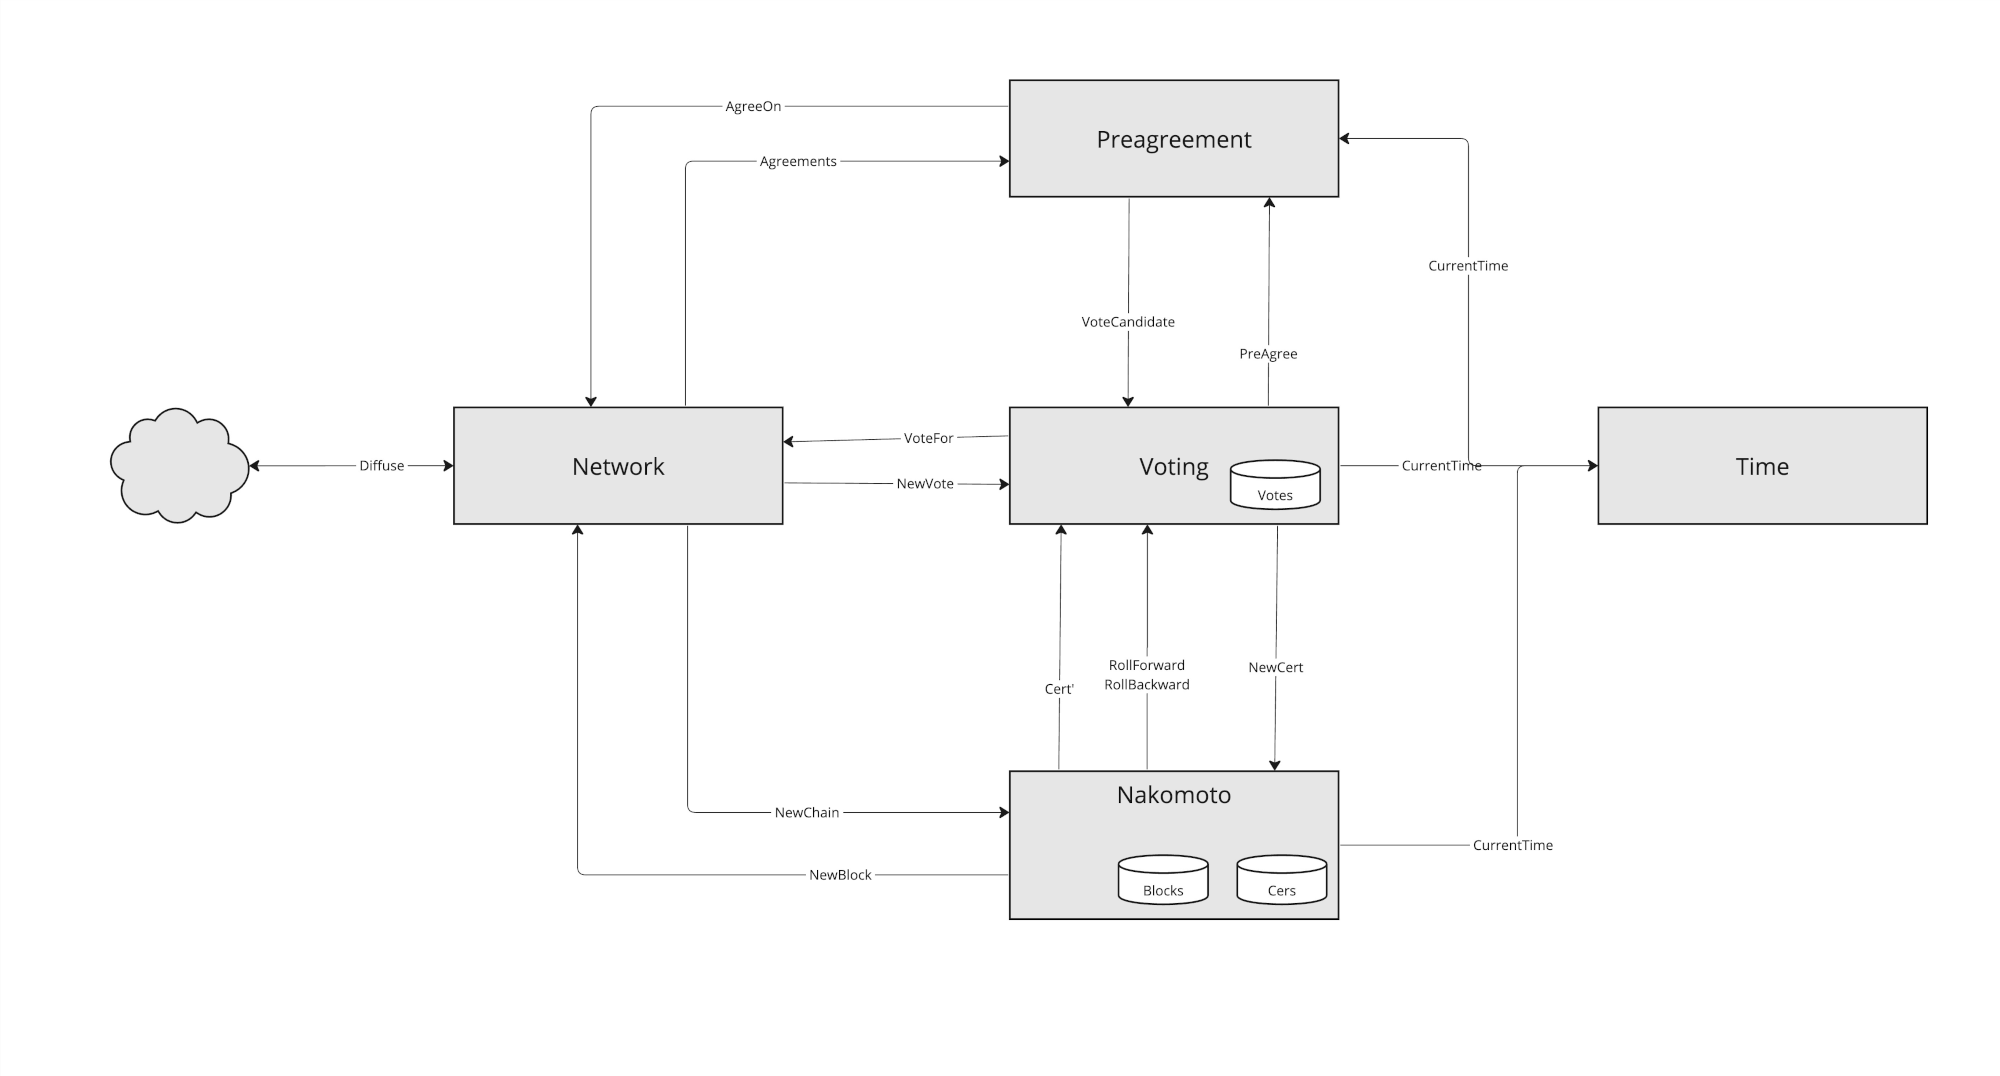 AgreeOn
Preagreement
Agreements
CurrentTime
VoteCandidate
PreAgree
VoteFor
Diffuse
Network
Voting
CurrentTime
Time
NewVote
Votes
RollForward
RollBackward
NewCert
Cert'
Nakomoto
NewChain
CurrentTime
NewBlock
Blocks
Cers